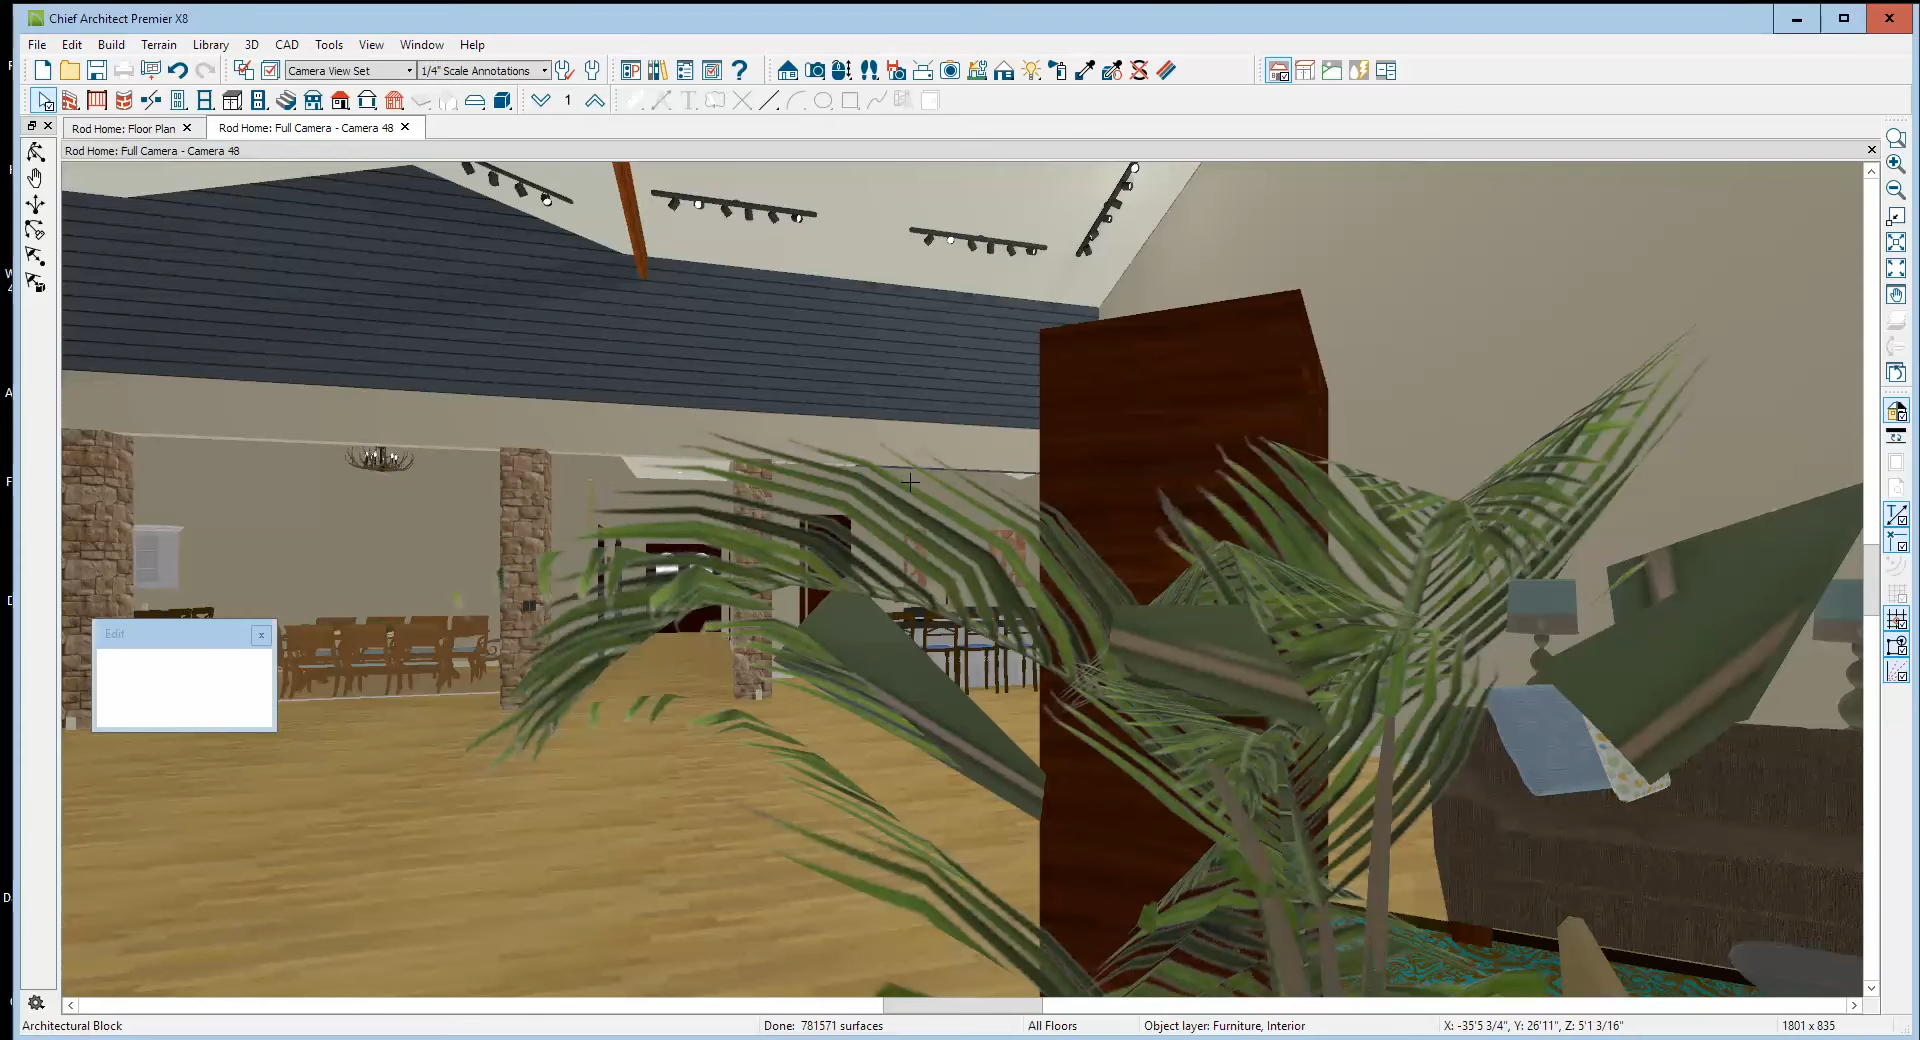 Chief Architect Premier X8
File Edit Build Terrain Library 3D CAD Tools View Window Help
Camera View Set 1/4" Scale Annotations
1
Rod Home: Floor Plan Rod Home: Full Camera - Camera 48
Rod Home: Full Camera - Camera 48
Edit
Architectural Block Done: 781571 surfaces All Floors Object layer: Furniture, Interior X: -35'5 3/4", Y: 26'11", Z: 5'1 3/16" 1801 x 835